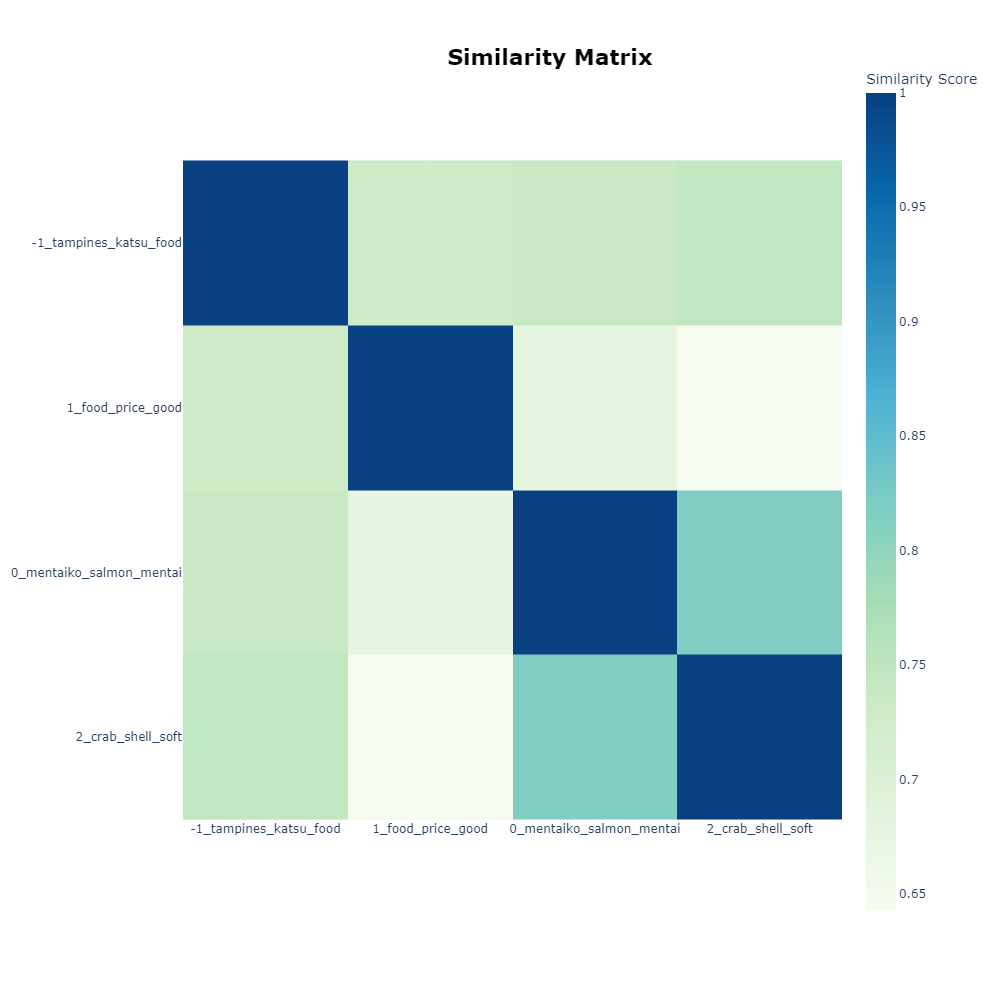 Similarity Matrix
Similarity Score
1
0.95
0.9
0.85
0.8
0.75
0.7
0.65
-1_tampines_katsu_food
1_food_price_good
0_mentaiko_salmon_mentai
2_crab_shell_soft
-1_tampines_katsu_food 1_food_price_good 0_mentaiko_salmon_mentai 2_crab_shell_soft